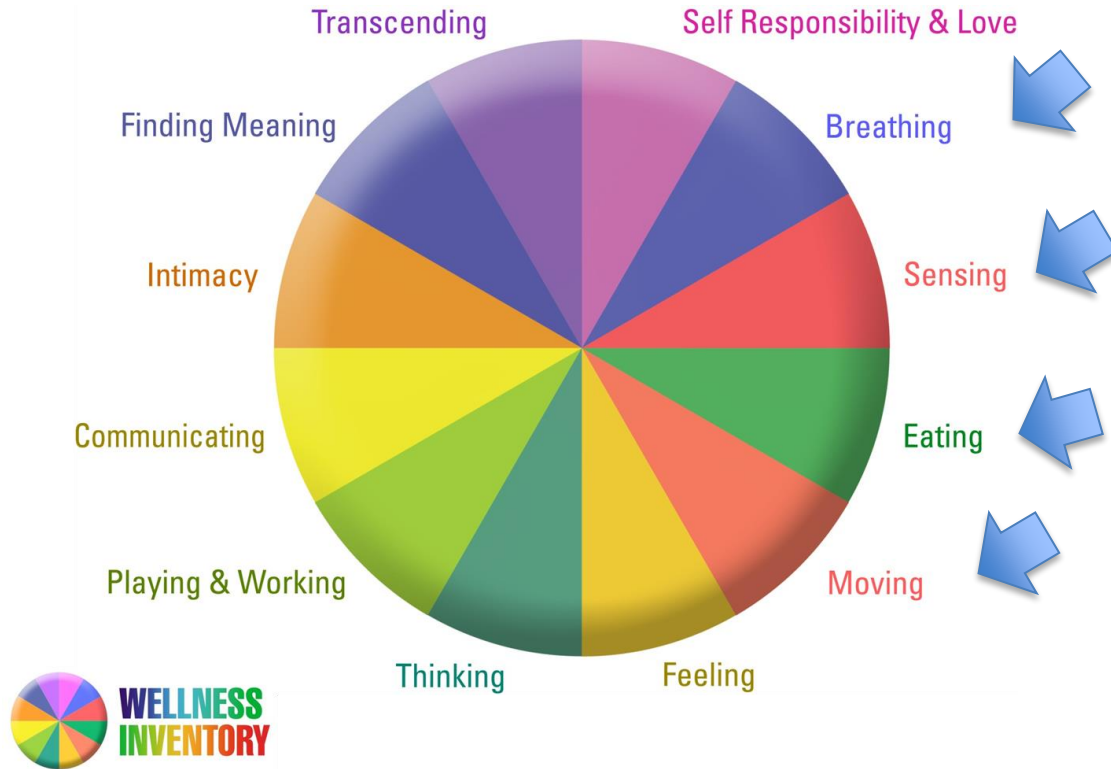 Transcending
Self Responsibility & Love
Finding Meaning
Breathing
Intimacy
Sensing
Communicating
Eating
Playing & Working
Moving
Thinking
Feeling
WELLNESS
INVENTORY